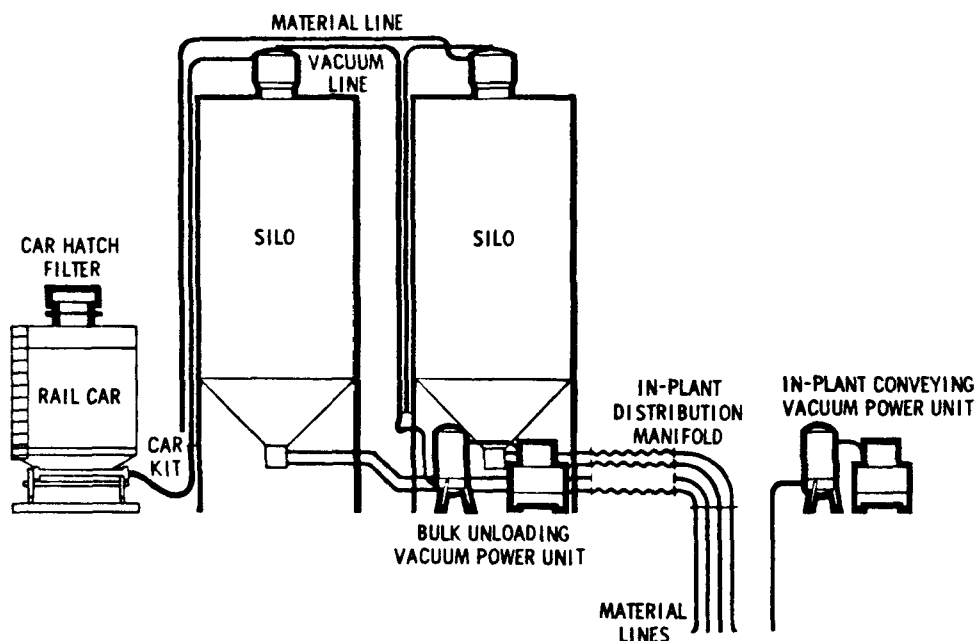 MATERIAL LINE
VACUUM
LINE
SILO
SILO
CAR HATCH
FILTER
RAIL CAR
CAR
KIT
IN-PLANT
DISTRIBUTION
MANIFOLD
IN-PLANT CONVEYING
VACUUM POWER UNIT
BULK UNLOADING
VACUUM POWER UNIT
MATERIAL
LINES